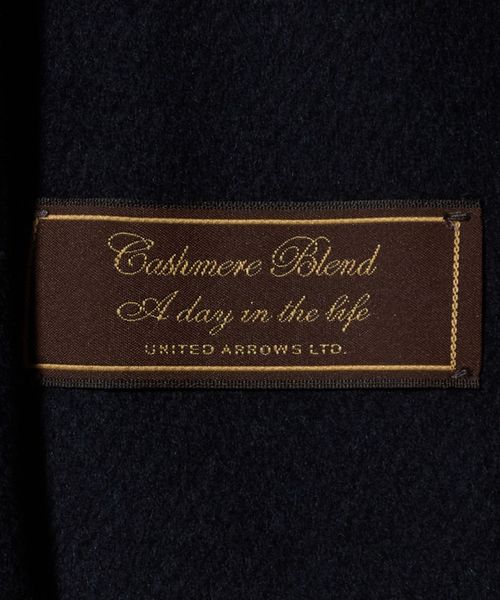 Cashmere Blend
A day in the life
UNITED ARROWS LTD.